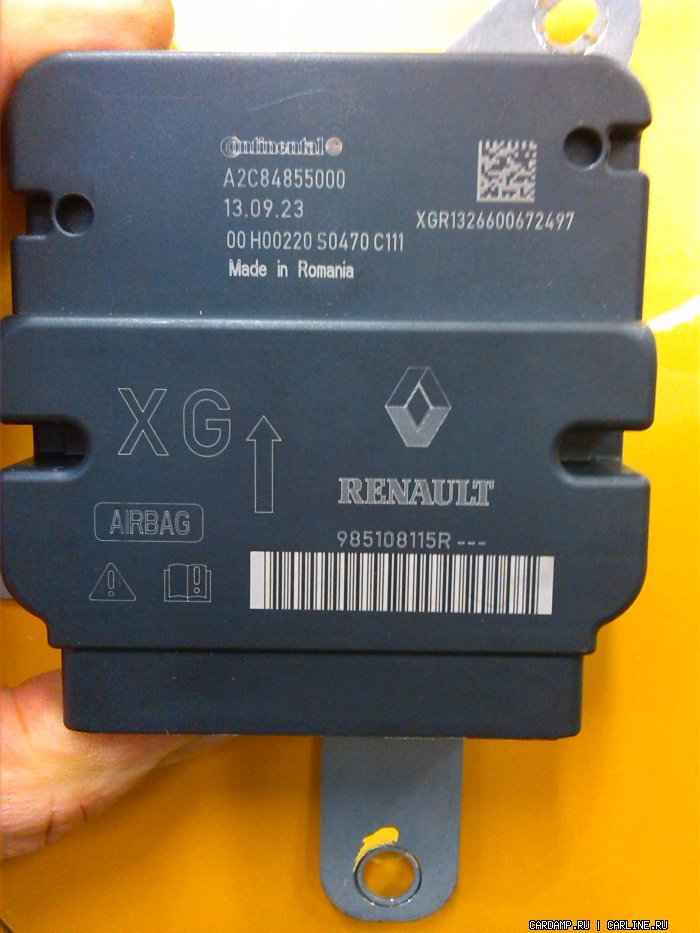 Continental
A2C84855000
13.09.23
00 H00220 S0470 C111
Made in Romania
XGR1326600672497
XG
RENAULT
AIRBAG
985108115R ---
CARDAMP.RU | CARLINE.RU